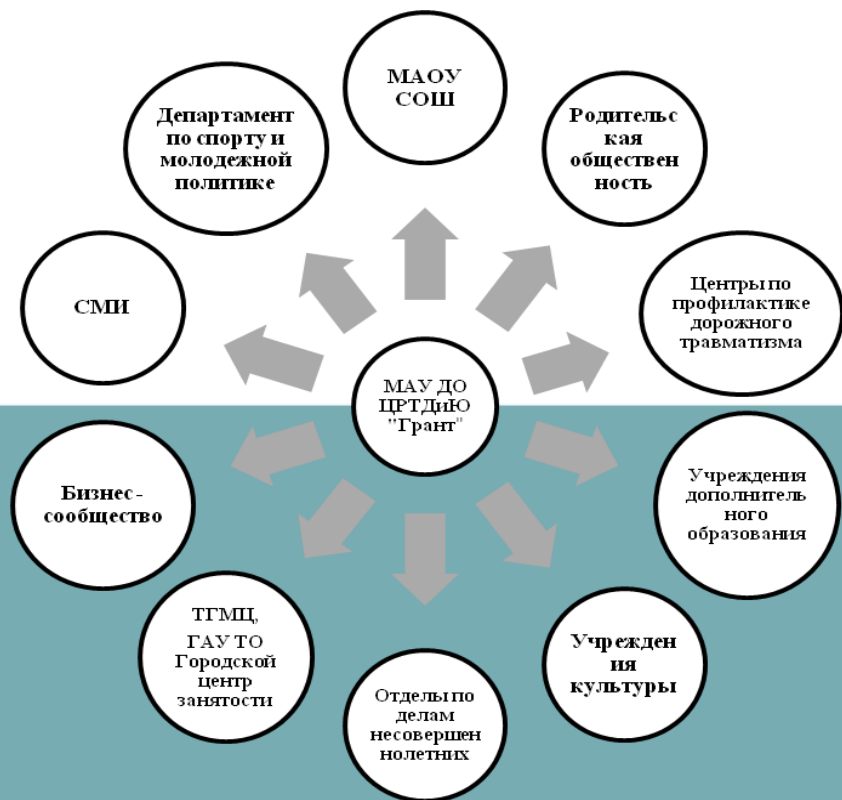 МАОУ
СОШ
Департамент
по спорту и
молодежной
политике
Родительс
кая
обществен
ность
СМИ
Центры по
профилактике
дорожного
травматизма
МАУ ДО
ЦРТДиЮ
"Грант"
Бизнес-
сообщество
Учреждения
дополнитель
ного
образования
ТГМЦ,
ГАУ ТО
Городской
центр
занятости
Учрежден
ия
культуры
Отделы по
делам
несовершен
нолетних